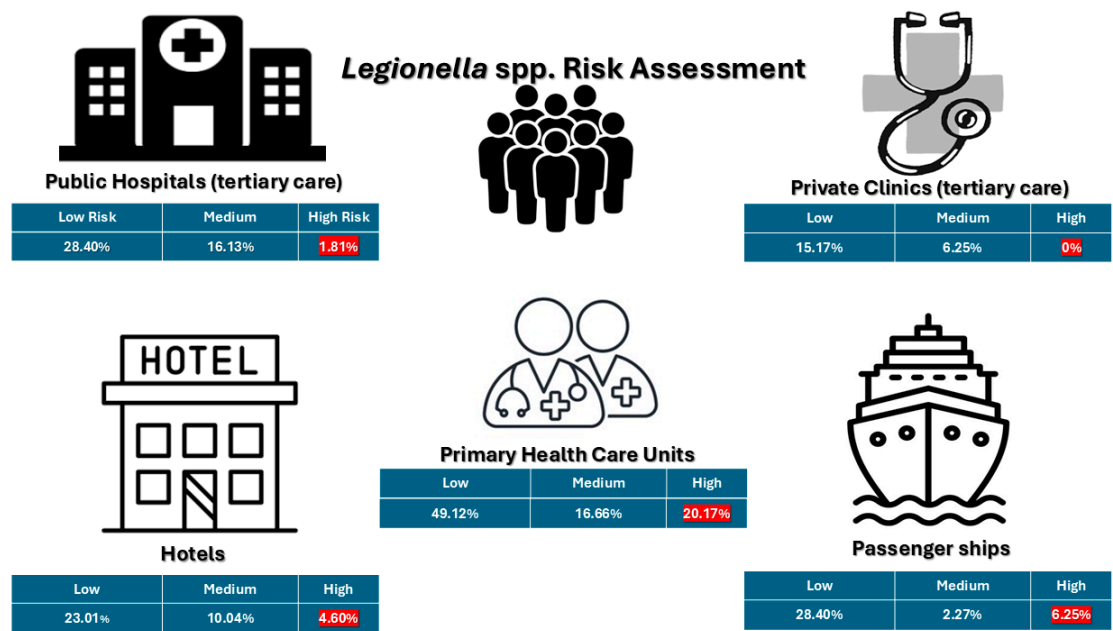 Legionella spp. Risk Assessment
Public Hospitals (tertiary care)
Low Risk Medium High Risk
28.40% 16.13% 1.81%
Private Clinics (tertiary care)
Low Medium High
15.17% 6.25% 0%
HOTEL
Hotels
Low Medium High
23.01% 10.04% 4.60%
Primary Health Care Units
Low Medium High
49.12% 16.66% 20.17%
Passenger ships
Low Medium High
28.40% 2.27% 6.25%